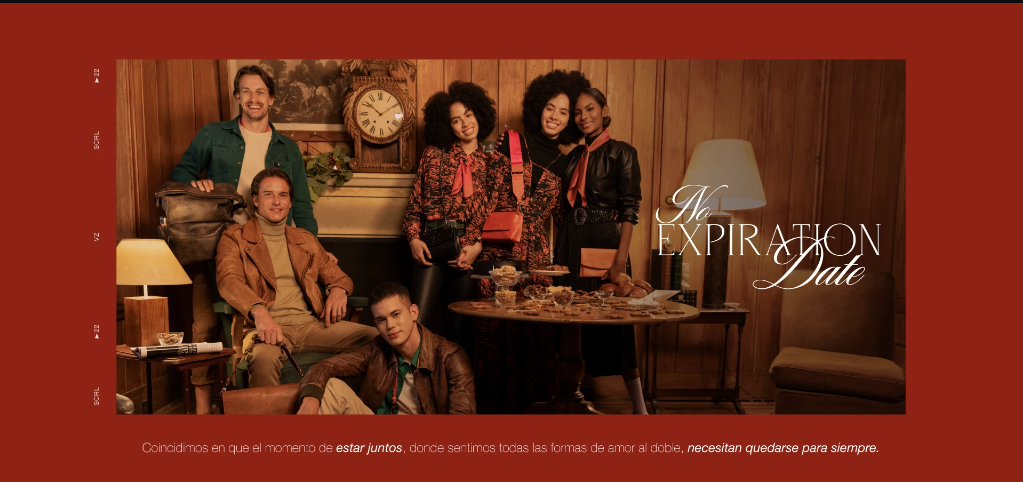 ▶22
SCRL
VZ
▶22
SCRL
No
EXPIRATION
Date
Coincidimos en que el momento de estar juntos, donde sentimos todas las formas de amor al doble, necesitan quedarse para siempre.